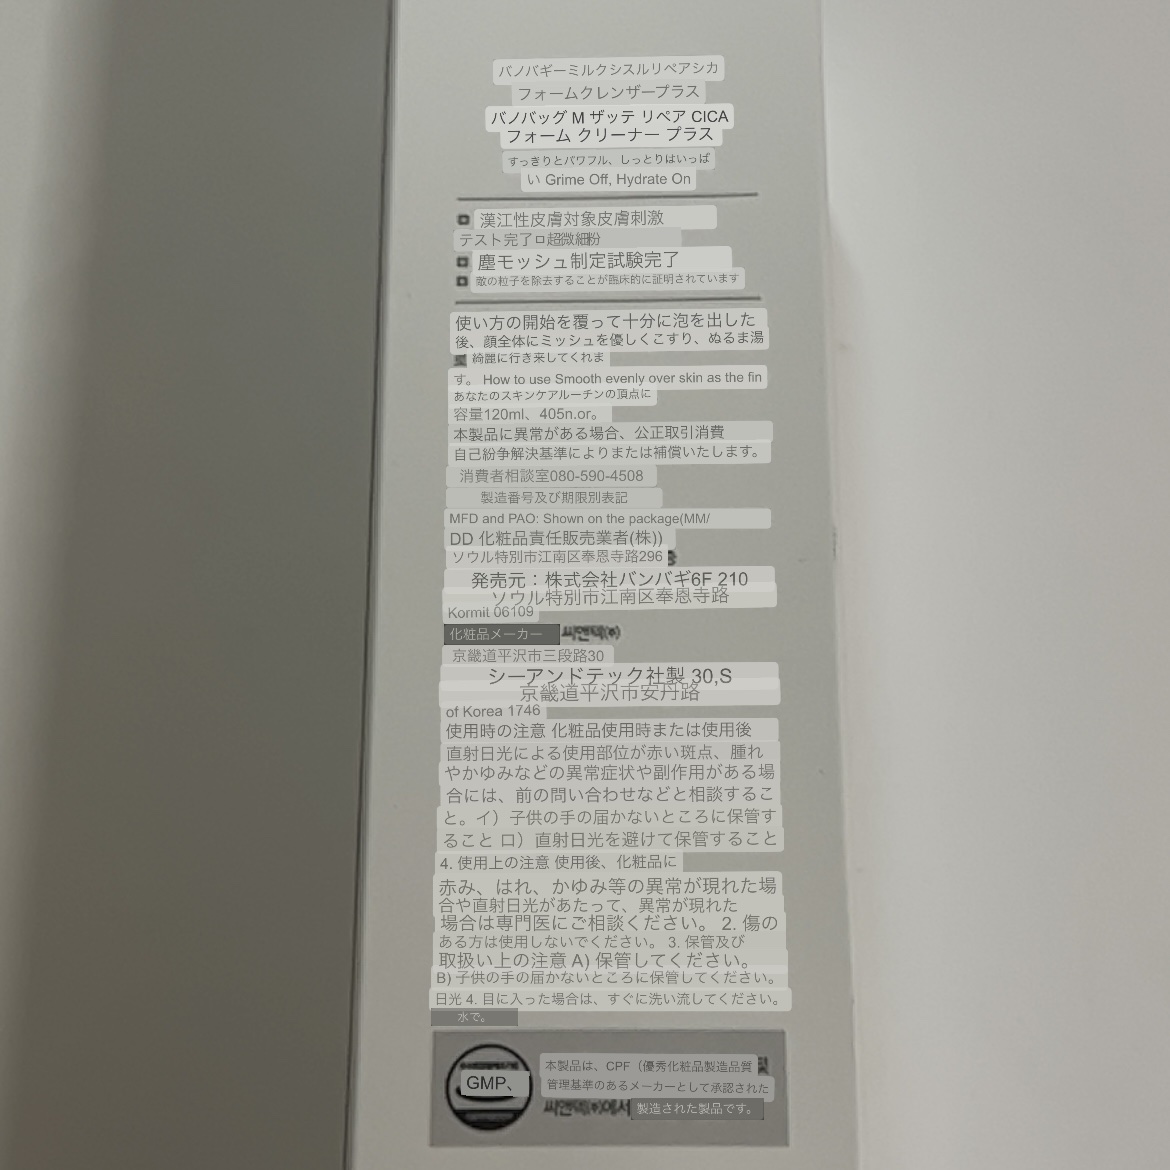 バノバギーミルクシスルリペアシカ
フォームクレンザープラス
バノバッグ M ザッテ リペア CICA
フォーム クリーナー プラス
すっきりとパワフル、しっとりはいっぱ
い Grime Off, Hydrate On
漢江性皮膚対象皮膚刺激
テスト完了ㅁ超微細粉
塵モッシュ制定試験完了
敵の粒子を除去することが臨床的に証明されています
使い方の開始を覆って十分に泡を出した
後、顔全体にミッシュを優しくこすり、ぬるま湯
綺麗に行き来してくれま
す。 How to use Smooth evenly over skin as the fin
あなたのスキンケアルーチンの頂点に
容量120ml、405n.or。
本製品に異常がある場合、公正取引消費
自己紛争解決基準によりまたは補償いたします。
消費者相談室080-590-4508
製造番号及び期限別表記
MFD and PAO: Shown on the package(MM/
DD 化粧品責任販売業者(株))
ソウル特別市江南区奉恩寺路296
発売元：株式会社バンバギ6F 210
ソウル特別市江南区奉恩寺路
Kormit 06109
化粧品メーカー 씨앤텍㈜
京畿道平沢市三段路30
シーアンドテック社製 30,S
京畿道平沢市安丹路
of Korea 1746
使用時の注意 化粧品使用時または使用後
直射日光による使用部位が赤い斑点、腫れ
やかゆみなどの異常症状や副作用がある場
合には、前の問い合わせなどと相談するこ
と。イ）子供の手の届かないところに保管す
ること ロ）直射日光を避けて保管すること
4. 使用上の注意 使用後、化粧品に
赤み、はれ、かゆみ等の異常が現れた場
合や直射日光があたって、異常が現れた
場合は専門医にご相談ください。 2. 傷の
ある方は使用しないでください。 3. 保管及び
取扱い上の注意 A) 保管してください。
B) 子供の手の届かないところに保管してください。
日光 4. 目に入った場合は、すぐに洗い流してください。
水で。
GMP、
本製品は、CPF（優秀化粧品製造品質
管理基準のあるメーカーとして承認された
씨앤텍㈜에서 製造された製品です。